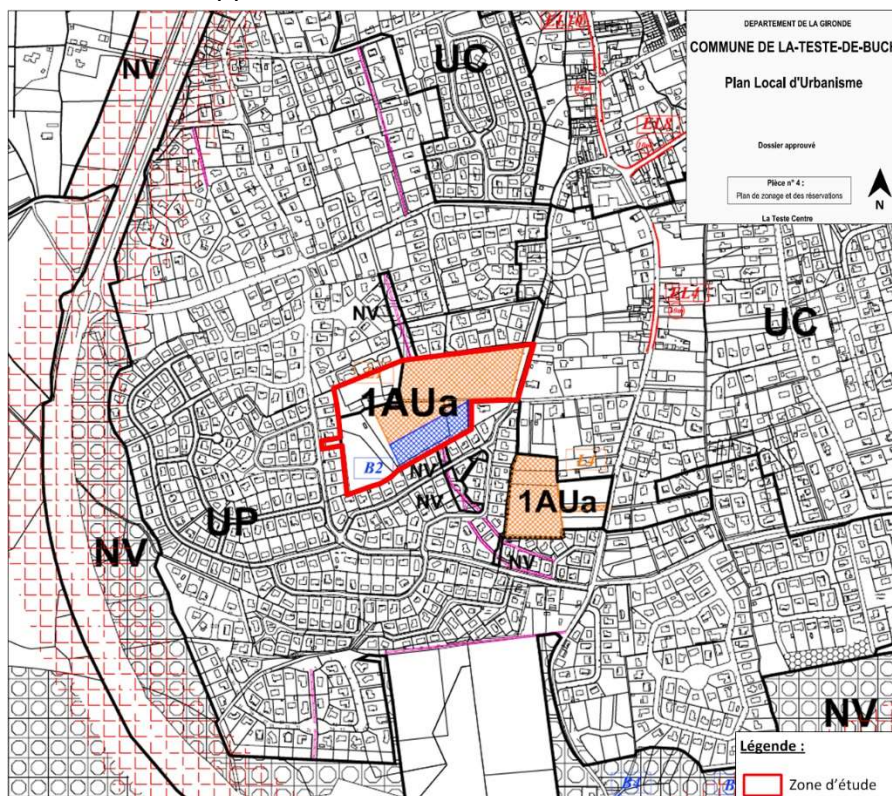 DEPARTEMENT DE LA GIRONDE
COMMUNE DE LA-TESTE-DE-BUCH
Plan Local d'Urbanisme
Dossier approuvé
Pièce n° 4 :
Plan de zonage et des réservations
La Teste Centre
N
NV
UC
UC
NV
1AUa
B2
NV
NV
1AUa
UP
NV
NV
NV
Légende :
Zone d'étude